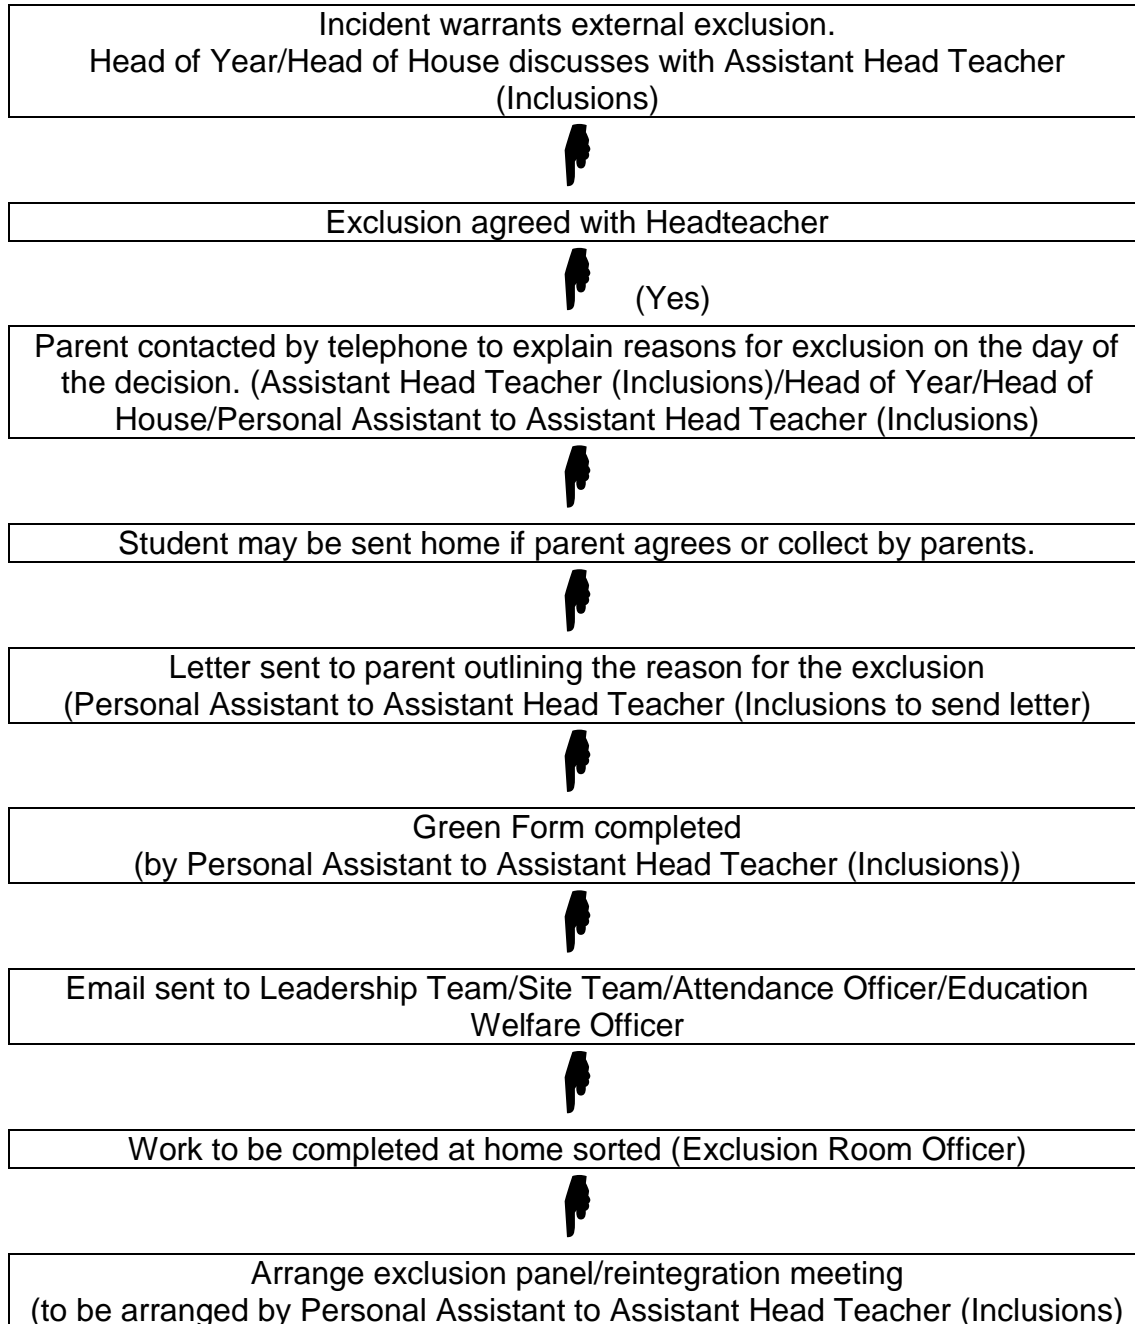 Incident warrants external exclusion.
Head of Year/Head of House discusses with Assistant Head Teacher
(Inclusions)
Exclusion agreed with Headteacher
(Yes)
Parent contacted by telephone to explain reasons for exclusion on the day of
the decision. (Assistant Head Teacher (Inclusions)/Head of Year/Head of
House/Personal Assistant to Assistant Head Teacher (Inclusions)
Student may be sent home if parent agrees or collect by parents.
Letter sent to parent outlining the reason for the exclusion
(Personal Assistant to Assistant Head Teacher (Inclusions to send letter)
Green Form completed
(by Personal Assistant to Assistant Head Teacher (Inclusions))
Email sent to Leadership Team/Site Team/Attendance Officer/Education
Welfare Officer
Work to be completed at home sorted (Exclusion Room Officer)
Arrange exclusion panel/reintegration meeting
(to be arranged by Personal Assistant to Assistant Head Teacher (Inclusions)